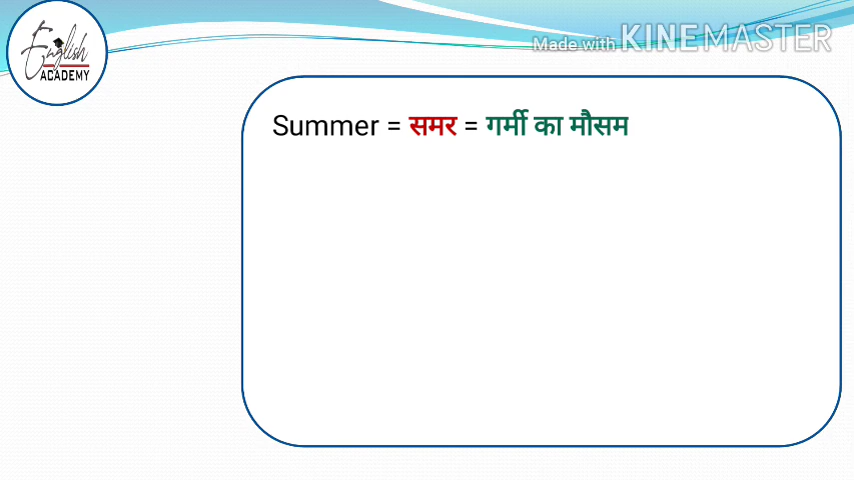 English
ACADEMY
Made with KINEMASTER
Summer = समर = गर्मी का मौसम